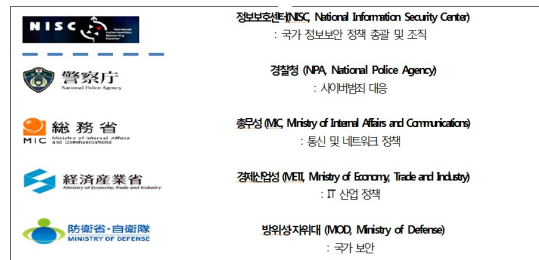 NISC National Information Security Center
정보보호센터(NISC, National Information Security Center)
: 국가 정보보안 정책 총괄 및 조직
警察庁
National Police Agency
경찰청 (NPA, National Police Agency)
: 사이버범죄 대응
総務省
MIC Ministry of Internal Affairs and Communications
총무성 (MIC, Ministry of Internal Affairs and Communications)
: 통신 및 네트워크 정책
経済産業省
Ministry of Economy, Trade and Industry
경제산업성 (METI, Ministry of Economy, Trade and Industry)
: IT 산업 정책
防衛省・自衛隊
MINISTRY OF DEFENSE
방위성·자위대 (MOD, Ministry of Defense)
: 국가 보안